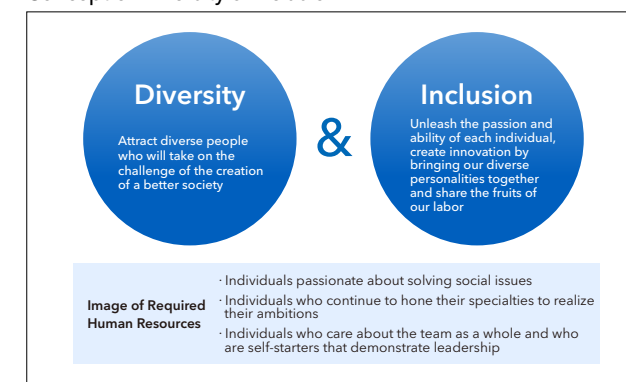 Diversity
Attract diverse people
who will take on the
challenge of the creation
of a better society
&
Inclusion
Unleash the passion and
ability of each individual,
create innovation by
bringing our diverse
personalities together
and share the fruits of
our labor
Image of Required
Human Resources
· Individuals passionate about solving social issues
· Individuals who continue to hone their specialties to realize
their ambitions
· Individuals who care about the team as a whole and who
are self-starters that demonstrate leadership